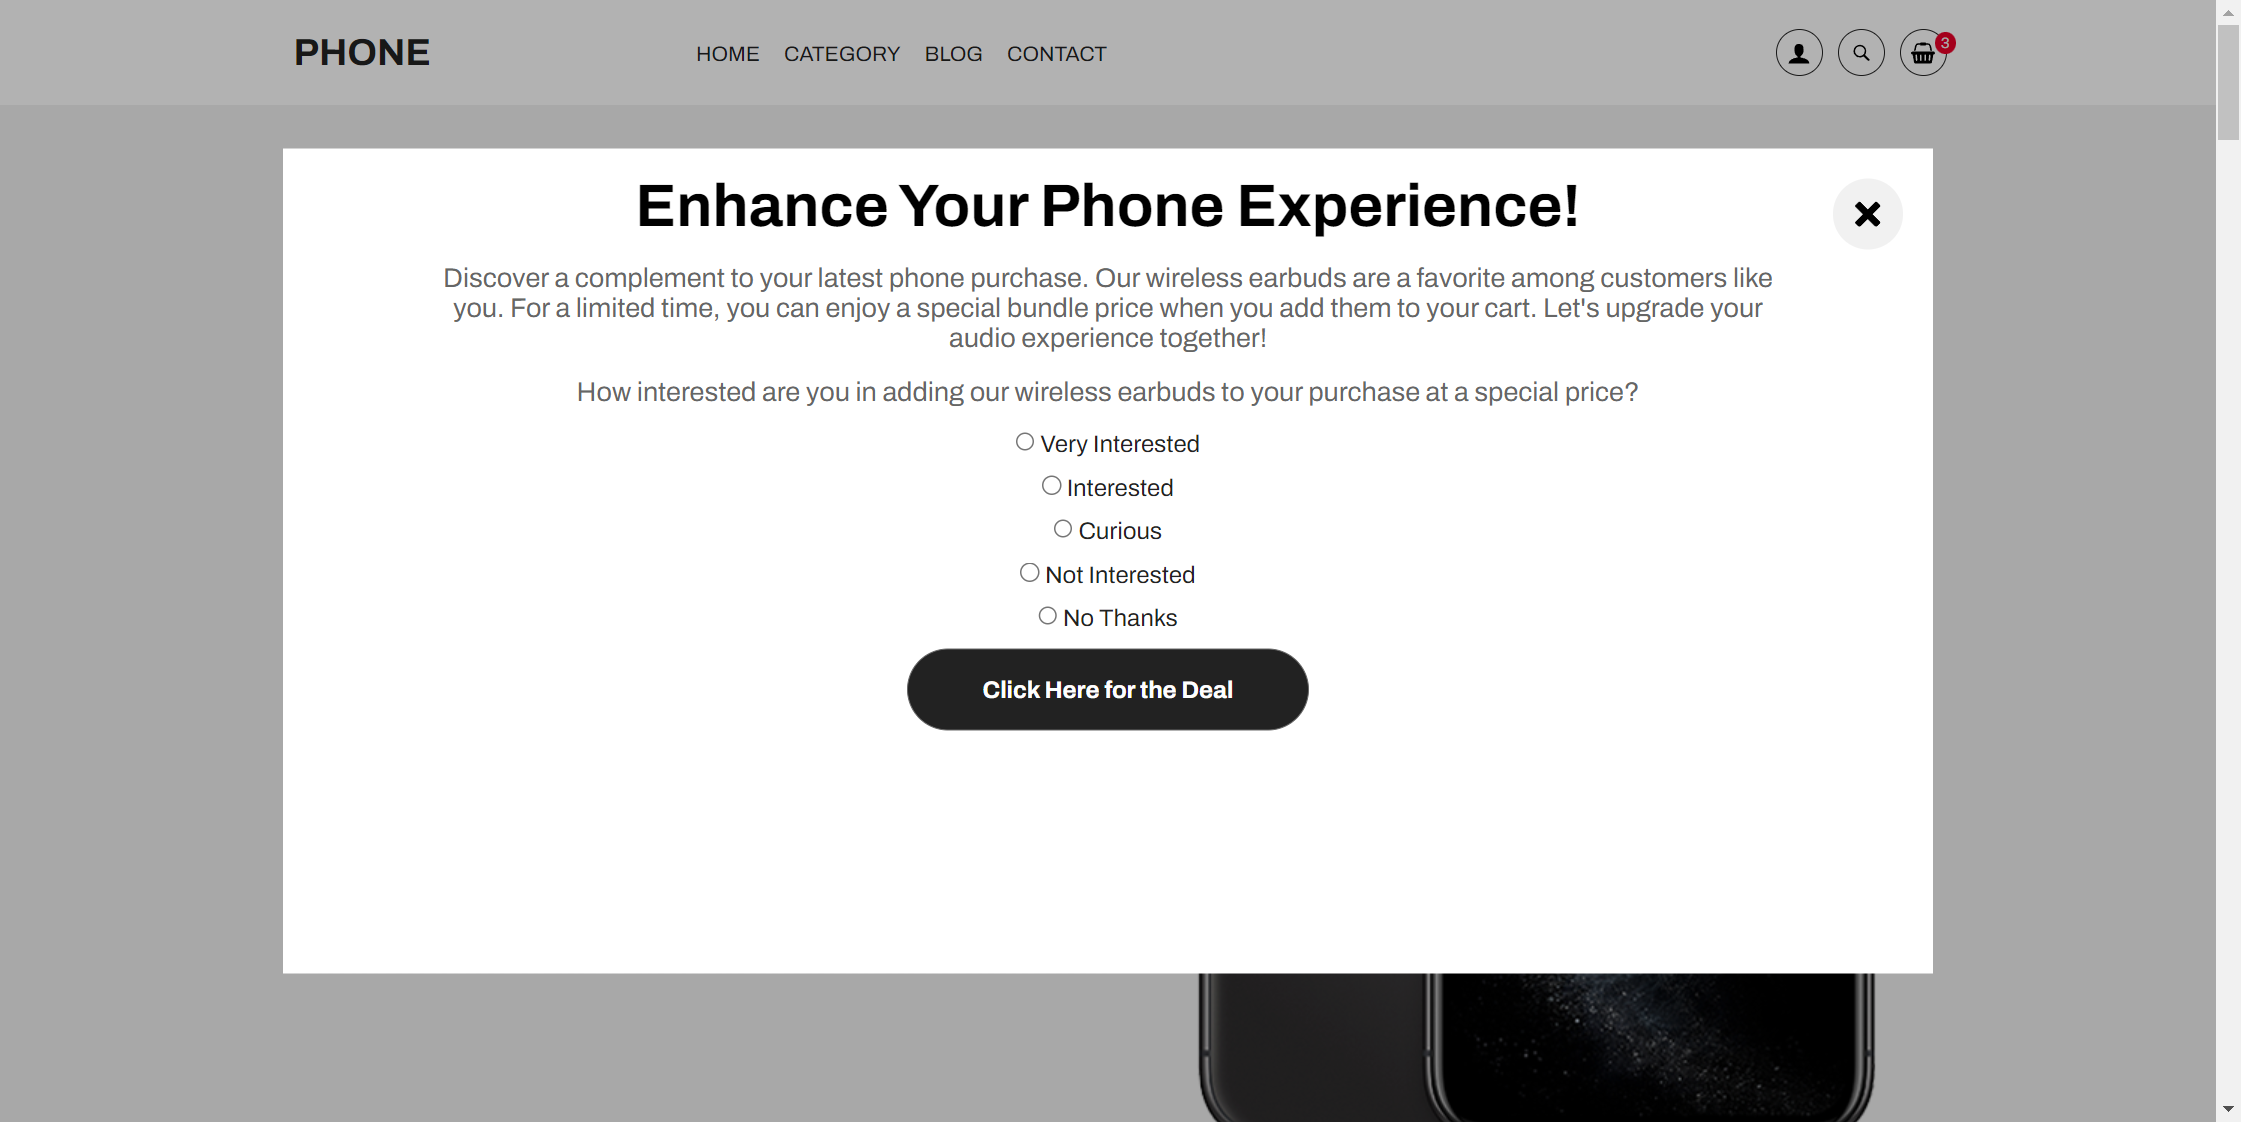 PHONE
HOME CATEGORY BLOG CONTACT
3
Enhance Your Phone Experience!
Discover a complement to your latest phone purchase. Our wireless earbuds are a favorite among customers like
you. For a limited time, you can enjoy a special bundle price when you add them to your cart. Let's upgrade your
audio experience together!
How interested are you in adding our wireless earbuds to your purchase at a special price?
Very Interested
Interested
Curious
Not Interested
No Thanks
Click Here for the Deal